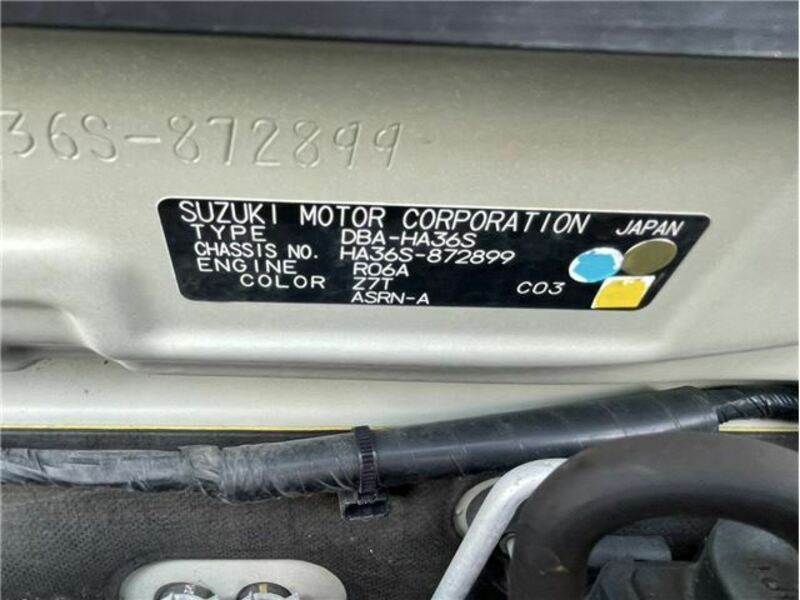 36S-872899
SUZUKI MOTOR CORPORATION JAPAN
TYPE DBA-HA36S
CHASSIS NO. HA36S-872899
ENGINE R06A
COLOR Z7T C03
ASRN-A